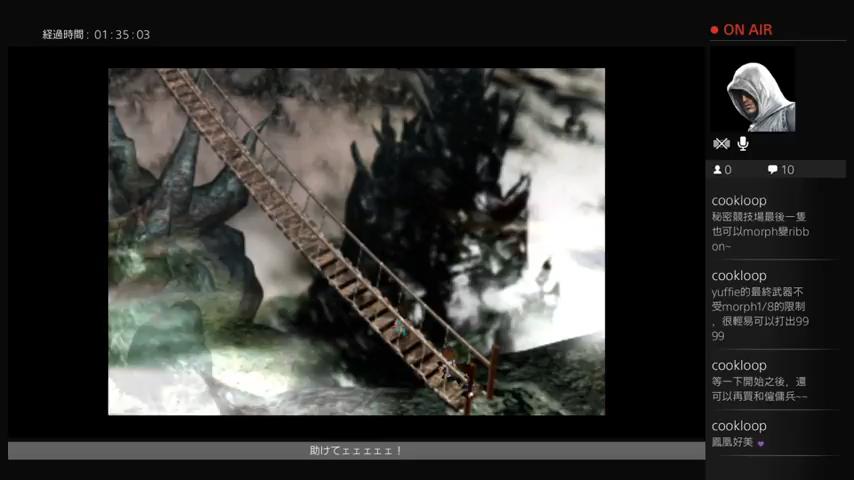 経過時間 : 01 : 35 : 03
ON AIR
0
10
cookloop
秘密競技場最後一隻
也可以morph變ribb
on~
cookloop
yuffie的最終武器不
受morph1/8的限制
，很輕易可以打出99
99
cookloop
等一下開始之後，還
可以再買和僱傭兵~~
cookloop
鳳凰好美 💜
助けてェェェェェ！